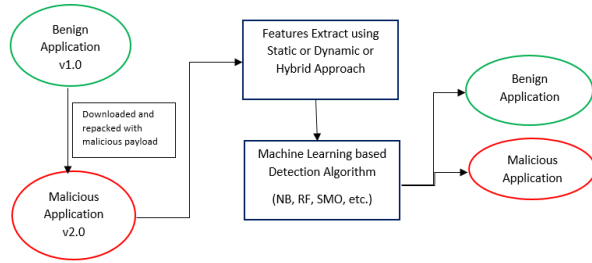 Benign
Application
v1.0
Downloaded and
repacked with
malicious payload
Malicious
Application
v2.0
Features Extract using
Static or Dynamic or
Hybrid Approach
Machine Learning based
Detection Algorithm
(NB, RF, SMO, etc.)
Benign
Application
Malicious
Application